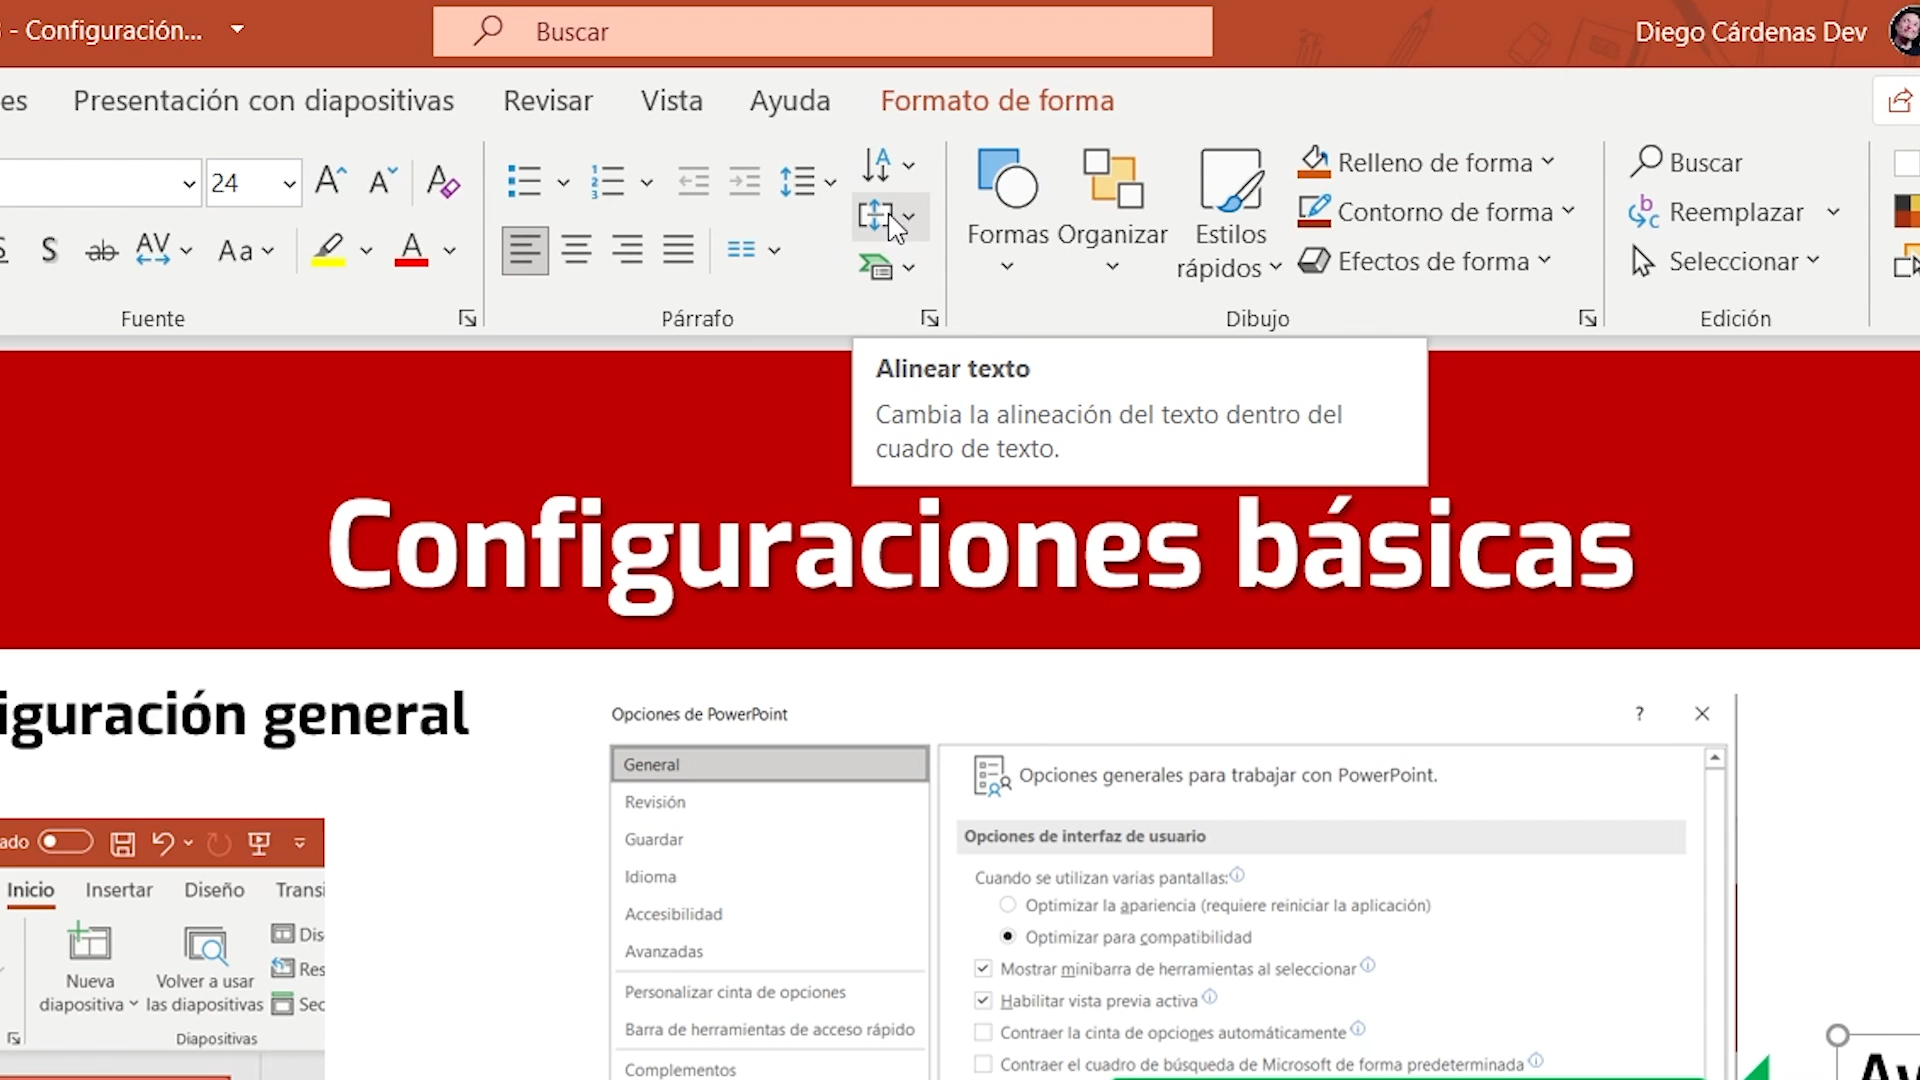 - Configuración...
Buscar
Diego Cárdenas Dev
es
Presentación con diapositivas
Revisar
Vista
Ayuda
Formato de forma
24
Aa
Fuente
Párrafo
Formas
Organizar
Estilos
rápidos
Relleno de forma
Contorno de forma
Efectos de forma
Dibujo
Buscar
Reemplazar
Seleccionar
Edición
Alinear texto
Cambia la alineación del texto dentro del
cuadro de texto.
Configuraciones básicas
iguración general
Opciones de PowerPoint
?
General
Revisión
Guardar
Idioma
Accesibilidad
Avanzadas
Personalizar cinta de opciones
Barra de herramientas de acceso rápido
Complementos
Opciones generales para trabajar con PowerPoint.
Opciones de interfaz de usuario
Cuando se utilizan varias pantallas:
Optimizar la apariencia (requiere reiniciar la aplicación)
Optimizar para compatibilidad
Mostrar minibarra de herramientas al seleccionar
Habilitar vista previa activa
Contraer la cinta de opciones automáticamente
Contraer el cuadro de búsqueda de Microsoft de forma predeterminada
ado
Inicio
Insertar
Diseño
Transi
Nueva
diapositiva
Volver a usar
las diapositivas
Dis
Res
Sec
Diapositivas